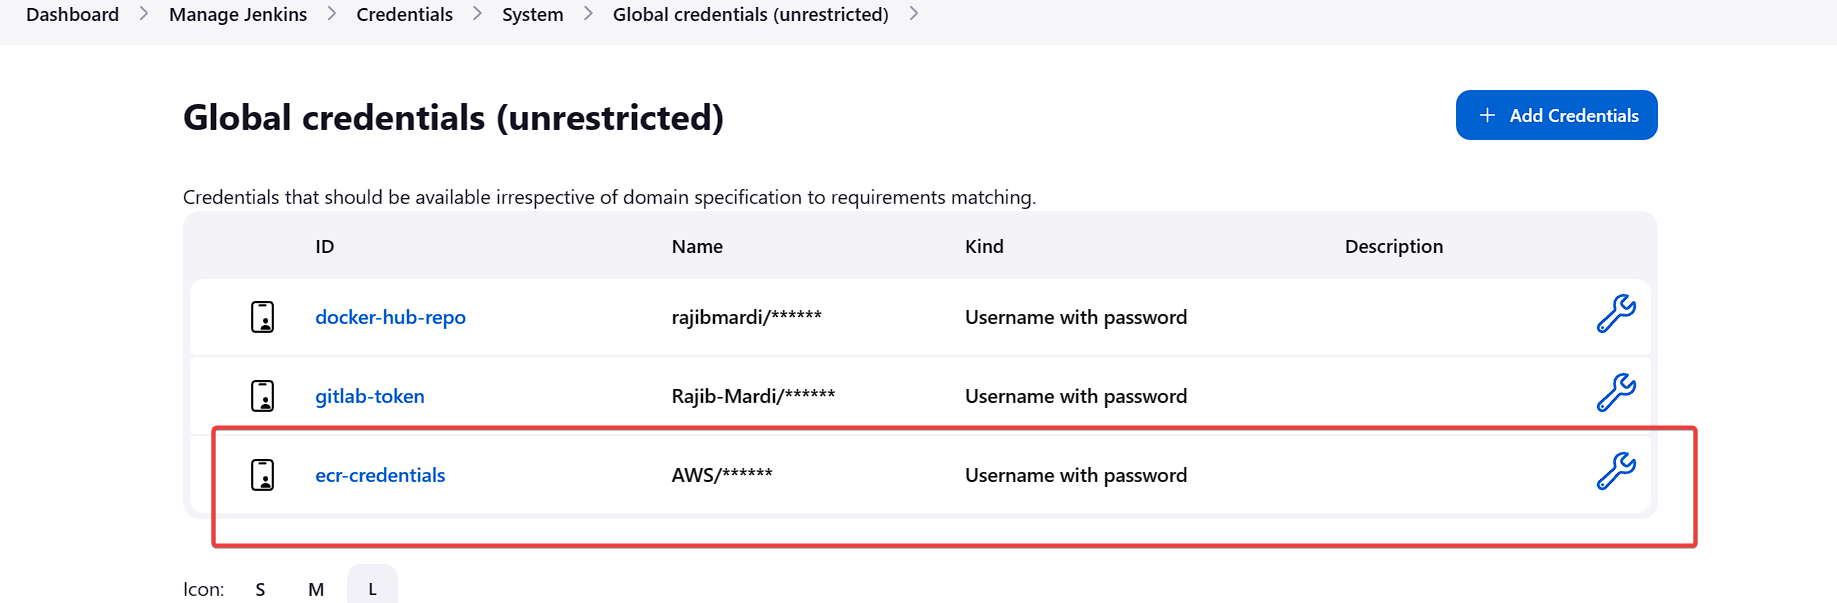 Dashboard > Manage Jenkins > Credentials > System > Global credentials (unrestricted) >
Global credentials (unrestricted)
+ Add Credentials
Credentials that should be available irrespective of domain specification to requirements matching.
ID Name Kind Description
docker-hub-repo rajibmardi/****** Username with password
gitlab-token Rajib-Mardi/****** Username with password
ecr-credentials AWS/****** Username with password
Icon: S M L